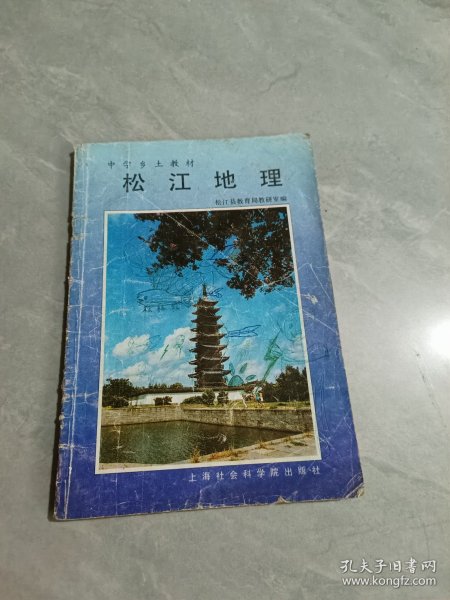 中学乡土教材
松江地理
松江县教育局教研室编
上海社会科学院出版社
孔夫子旧书网
www.kongfz.com